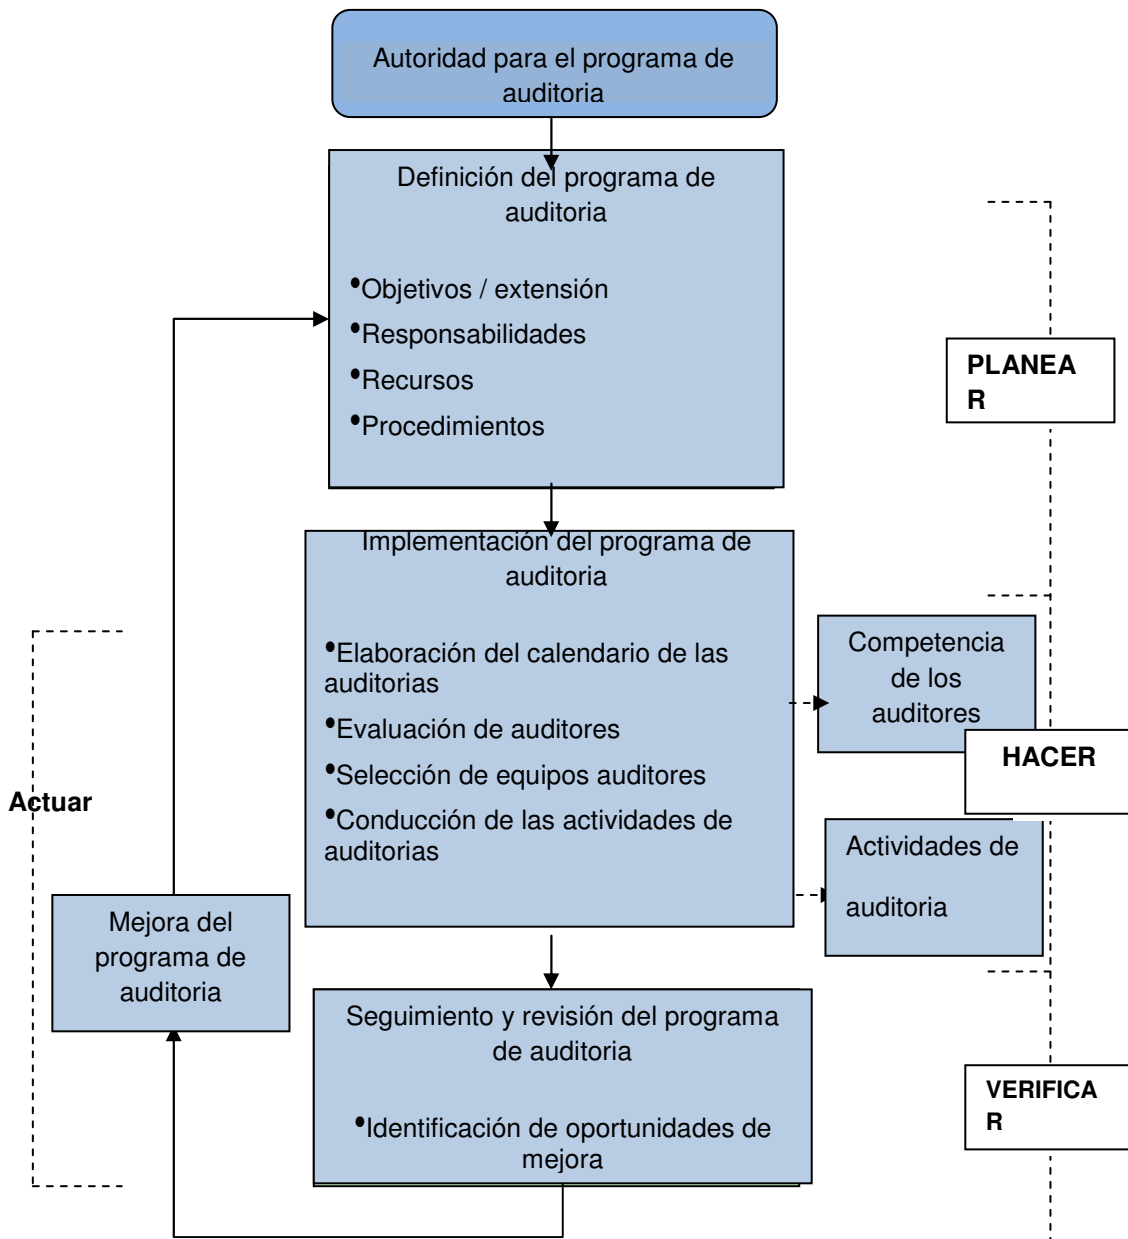 Autoridad para el programa de
auditoria
Definición del programa de
auditoria
•Objetivos / extensión
•Responsabilidades
•Recursos
•Procedimientos
PLANEA
R
Implementación del programa de
auditoria
•Elaboración del calendario de las
auditorias
•Evaluación de auditores
•Selección de equipos auditores
•Conducción de las actividades de
auditorias
Competencia
de los
auditores
HACER
Actividades de
auditoria
Actuar
Mejora del
programa de
auditoria
Seguimiento y revisión del programa
de auditoria
•Identificación de oportunidades de
mejora
VERIFICA
R